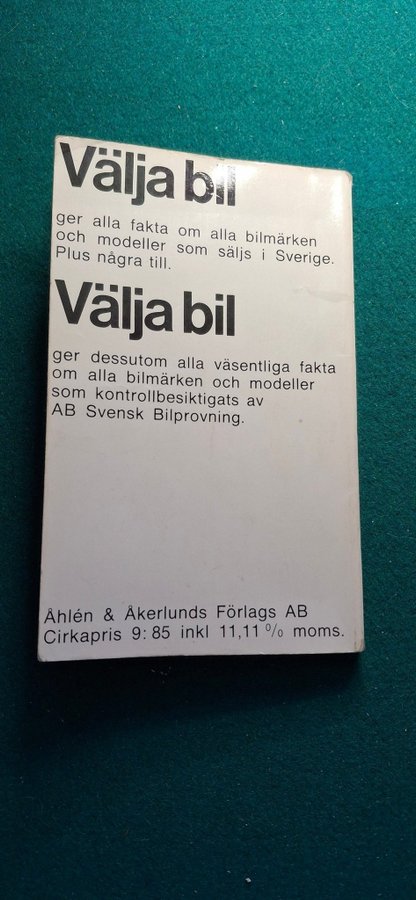 Välja bil
ger alla fakta om alla bilmärken
och modeller som säljs i Sverige.
Plus några till.
Välja bil
ger dessutom alla väsentliga fakta
om alla bilmärken och modeller
som kontrollbesiktigats av
AB Svensk Bilprovning.
Åhlén & Åkerlunds Förlags AB
Cirkapris 9:85 inkl 11,11 % moms.